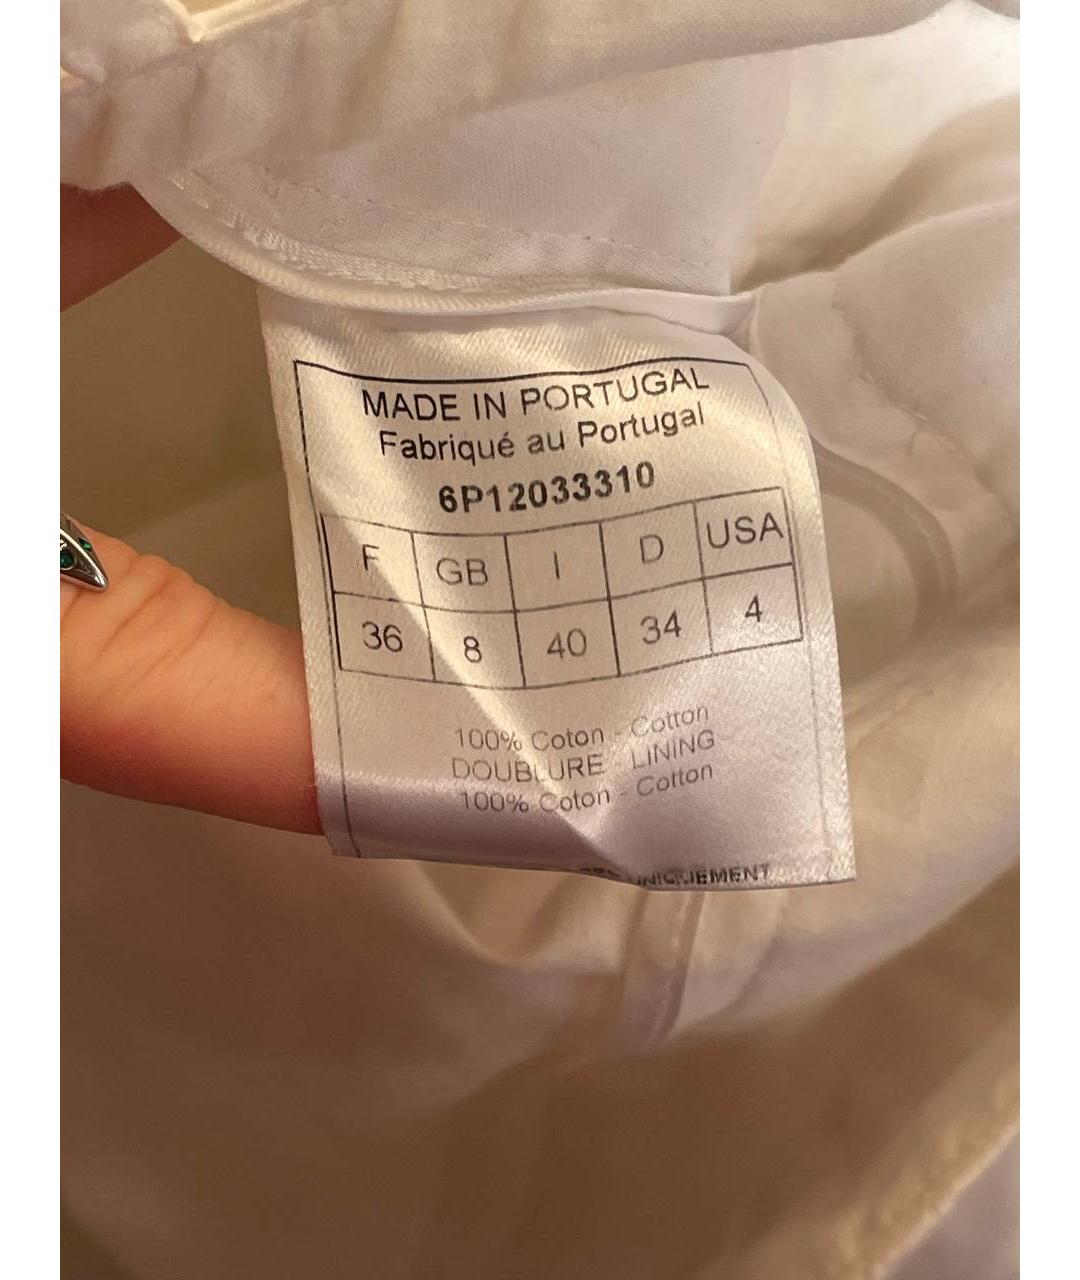 MADE IN PORTUGAL
Fabriqué au Portugal
6P12033310
F GB I D USA
36 8 40 34 4
100% Coton - Cotton
DOUBLURE - LINING
100% Coton - Cotton
UNIQUEMENT